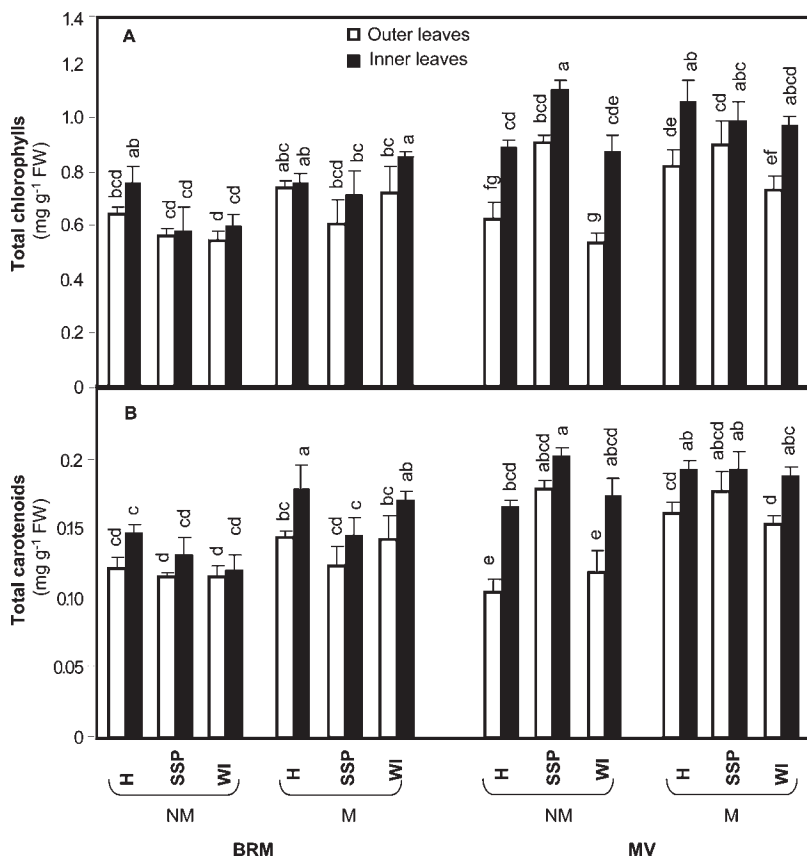 A
Outer leaves
Inner leaves
Total chlorophylls
(mg g⁻¹ FW)
1.4
1.2
1.0
0.8
0.6
0.4
0.2
0
bcd ab cd cd d cd abc ab bcd bc bc a fg cd bcd a g cde de ab cd abc ef abcd
B
Total carotenoids
(mg g⁻¹ FW)
0.2
0.15
0.10
0.05
0
cd c d cd d cd bc a cd c bc ab e bcd abcd a e abcd cd ab abcd ab d abc
H SSP WI H SSP WI H SSP WI H SSP WI
NM M NM M
BRM MV